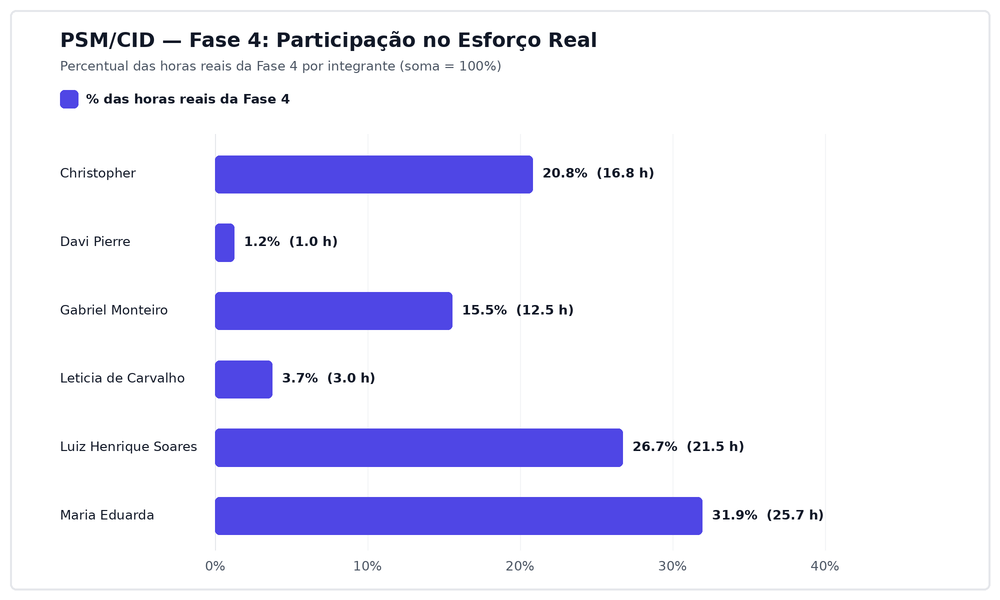 PSM/CID — Fase 4: Participação no Esforço Real
Percentual das horas reais da Fase 4 por integrante (soma = 100%)
% das horas reais da Fase 4
Christopher 20.8% (16.8 h)
Davi Pierre 1.2% (1.0 h)
Gabriel Monteiro 15.5% (12.5 h)
Leticia de Carvalho 3.7% (3.0 h)
Luiz Henrique Soares 26.7% (21.5 h)
Maria Eduarda 31.9% (25.7 h)
0% 10% 20% 30% 40%